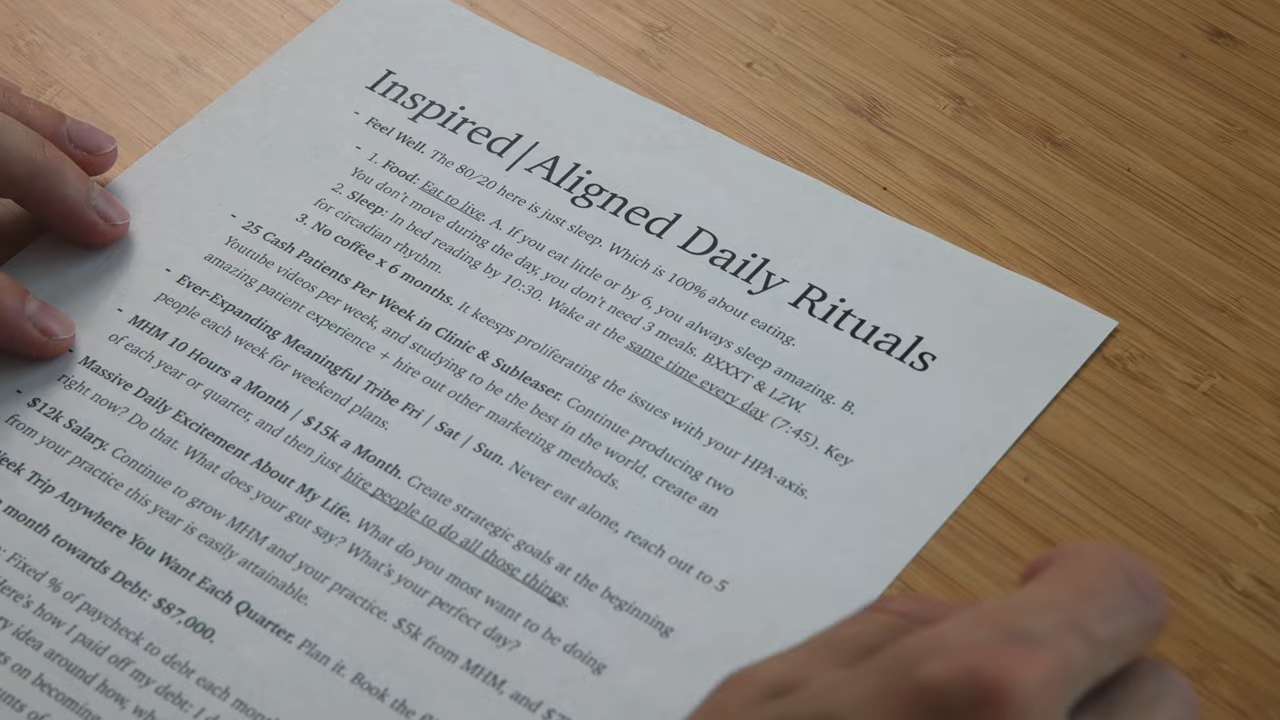 Inspired|Aligned Daily Rituals
- Feel Well. The 80/20 here is just sleep. Which is 100% about eating.
- 1. Food: Eat to live. A. If you eat little or by 6, you always sleep amazing. B.
You don't move during the day, you don't need 3 meals. BXXXT & LZW.
2. Sleep: In bed reading by 10:30. Wake at the same time every day (7:45). Key
for circadian rhythm.
3. No coffee x 6 months. It keeps proliferating the issues with your HPA-axis.
- 25 Cash Patients Per Week in Clinic & Subleaser. Continue producing two
Youtube videos per week, and studying to be the best in the world, create an
amazing patient experience + hire out other marketing methods.
- Ever-Expanding Meaningful Tribe Fri | Sat | Sun. Never eat alone, reach out to 5
people each week for weekend plans.
- MHM 10 Hours a Month | $15k a Month. Create strategic goals at the beginning
of each year or quarter, and then just hire people to do all those things.
- Massive Daily Excitement About My Life. What do you most want to be doing
right now? Do that. What does your gut say? What's your perfect day?
- $12k Salary. Continue to grow MHM and your practice. $5k from MHM, and
from your practice this year is easily attainable.
Trip Anywhere You Want Each Quarter. Plan it. Book the
month towards Debt: $87,000.
Fixed % of paycheck to debt each
Here's how I paid off my debt: I
idea around how,
on becoming
of